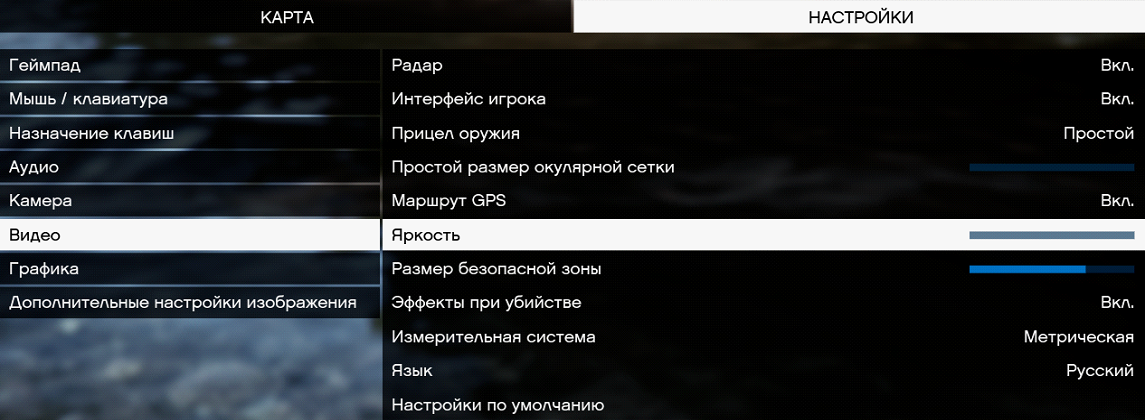 КАРТА
НАСТРОЙКИ
Геймпад
Мышь / клавиатура
Назначение клавиш
Аудио
Камера
Видео
Графика
Дополнительные настройки изображения
Радар Вкл.
Интерфейс игрока Вкл.
Прицел оружия Простой
Простой размер окулярной сетки
Маршрут GPS Вкл.
Яркость
Размер безопасной зоны
Эффекты при убийстве Вкл.
Измерительная система Метрическая
Язык Русский
Настройки по умолчанию